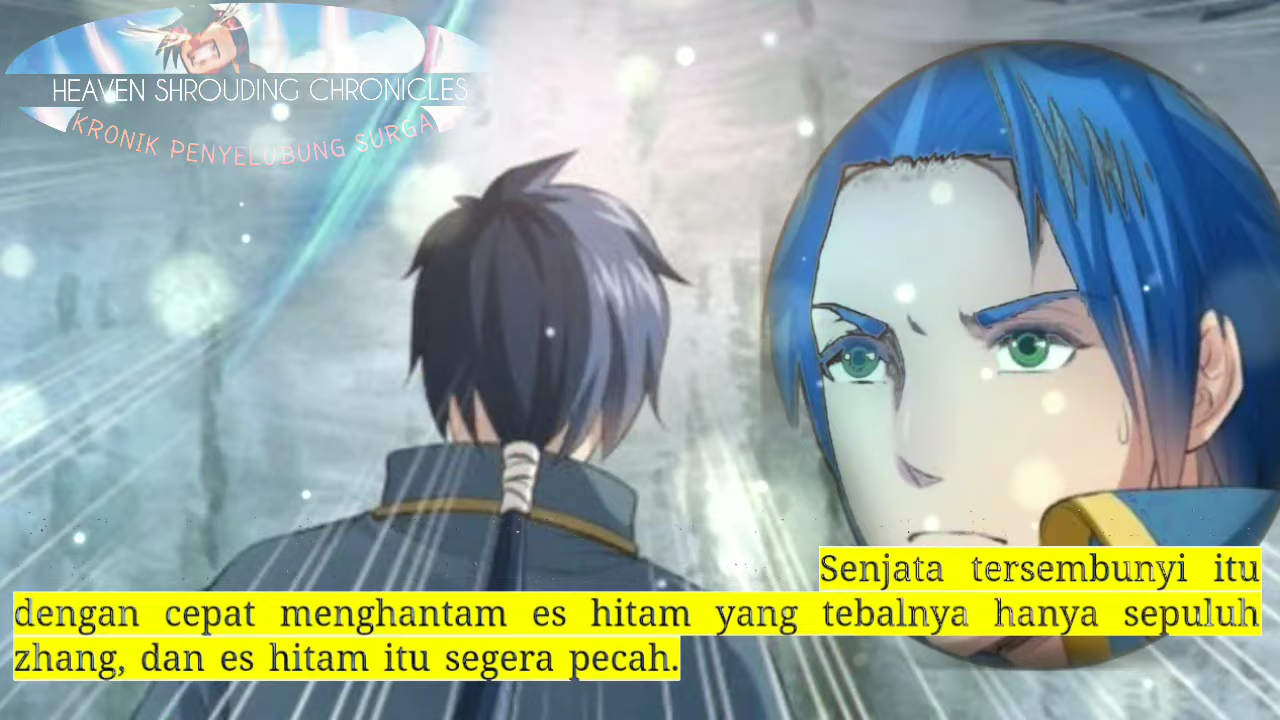 HEAVEN SHROUDING CHRONICLES
KRONIK PENYELUBUNG SURGA
Senjata tersembunyi itu
dengan cepat menghantam es hitam yang tebalnya hanya sepuluh
zhang, dan es hitam itu segera pecah.